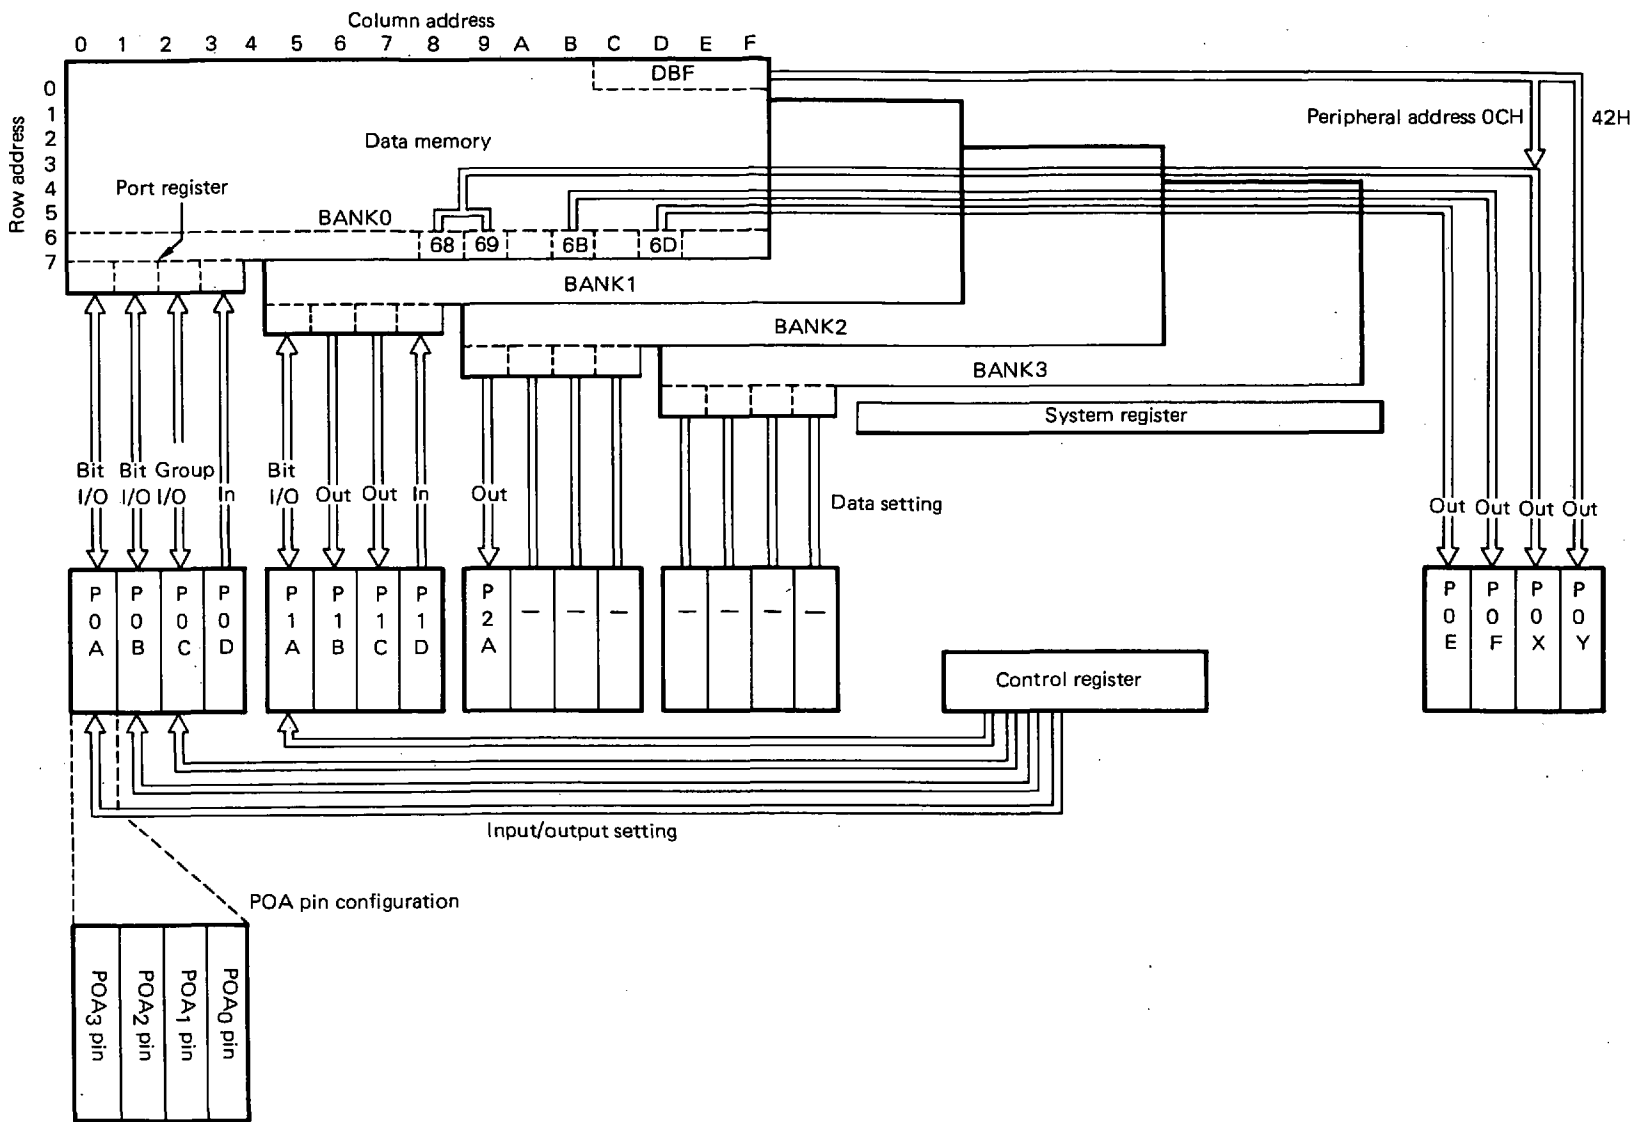 Column address
0 1 2 3 4 5 6 7 8 9 A B C D E F
DBF
Row address
0
1
2
3
4
5
6
7
Data memory
Port register
BANK0
68 69 6B 6D
BANK1
BANK2
BANK3
System register
Peripheral address 0CH
42H
Bit I/O
Bit I/O
Group I/O
In
Bit I/O
Out
Out
In
Out
Data setting
Out Out Out Out
P0A P0B P0C P0D
P1A P1B P1C P1D
P2A — — —
— — — —
P0E P0F P0X P0Y
Control register
Input/output setting
POA pin configuration
POA3 pin
POA2 pin
POA1 pin
POA0 pin